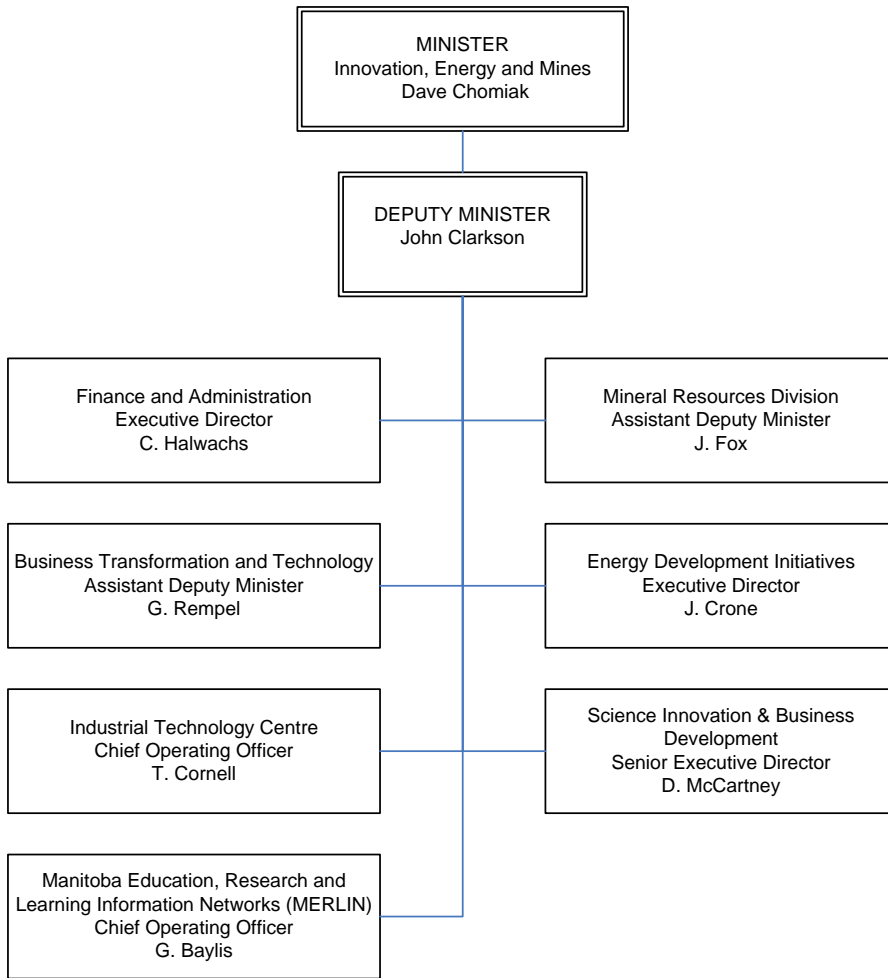 MINISTER
Innovation, Energy and Mines
Dave Chomiak
DEPUTY MINISTER
John Clarkson
Finance and Administration
Executive Director
C. Halwachs
Mineral Resources Division
Assistant Deputy Minister
J. Fox
Business Transformation and Technology
Assistant Deputy Minister
G. Rempel
Energy Development Initiatives
Executive Director
J. Crone
Industrial Technology Centre
Chief Operating Officer
T. Cornell
Science Innovation & Business
Development
Senior Executive Director
D. McCartney
Manitoba Education, Research and
Learning Information Networks (MERLIN)
Chief Operating Officer
G. Baylis